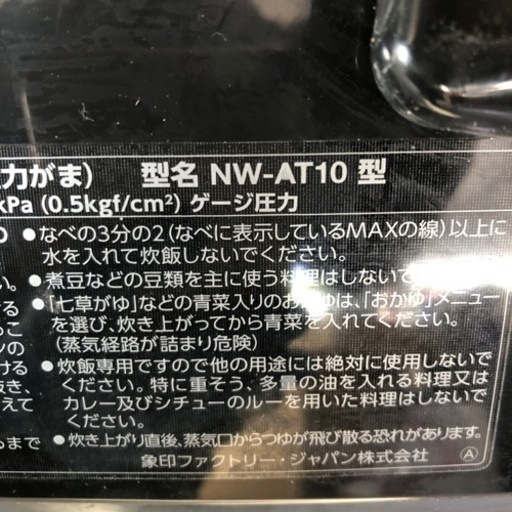 力がま) 型名 NW-AT10 型
kPa (0.5kgf/cm²) ゲージ圧力
●なべの3分の2(なべに表示しているMAXの線)以上に
水を入れて炊飯しないでください。
●煮豆などの豆類を主に使う料理はしないで
●「七草がゆ」などの青菜入りのおかゆは、「おかゆ」メニュー
を選び、炊き上がってから青菜を入れてください。
(蒸気経路が詰まり危険)
●炊飯専用ですので他の用途には絶対に使用しないで
ください。特に重そう、多量の油を入れる料理又は
カレー及びシチューのルーを用いた料理はしないで
ください。
●炊き上がり直後、蒸気口からつゆが飛び散る恐れがあります。
象印ファクトリー・ジャパン株式会社 Ⓐ